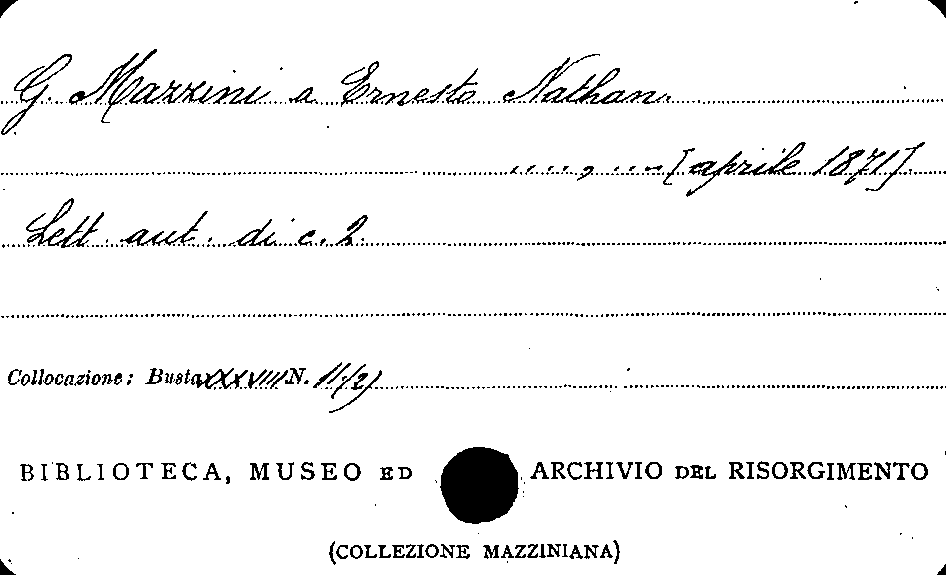 G. Mazzini a Ernesto Nathan.
...., ... [aprile 1871].
Lett. aut. di c. 2.
Collocazione: Busta XXXVIII N. 11/2)
BIBLIOTECA, MUSEO ED ARCHIVIO DEL RISORGIMENTO
(COLLEZIONE MAZZINIANA)